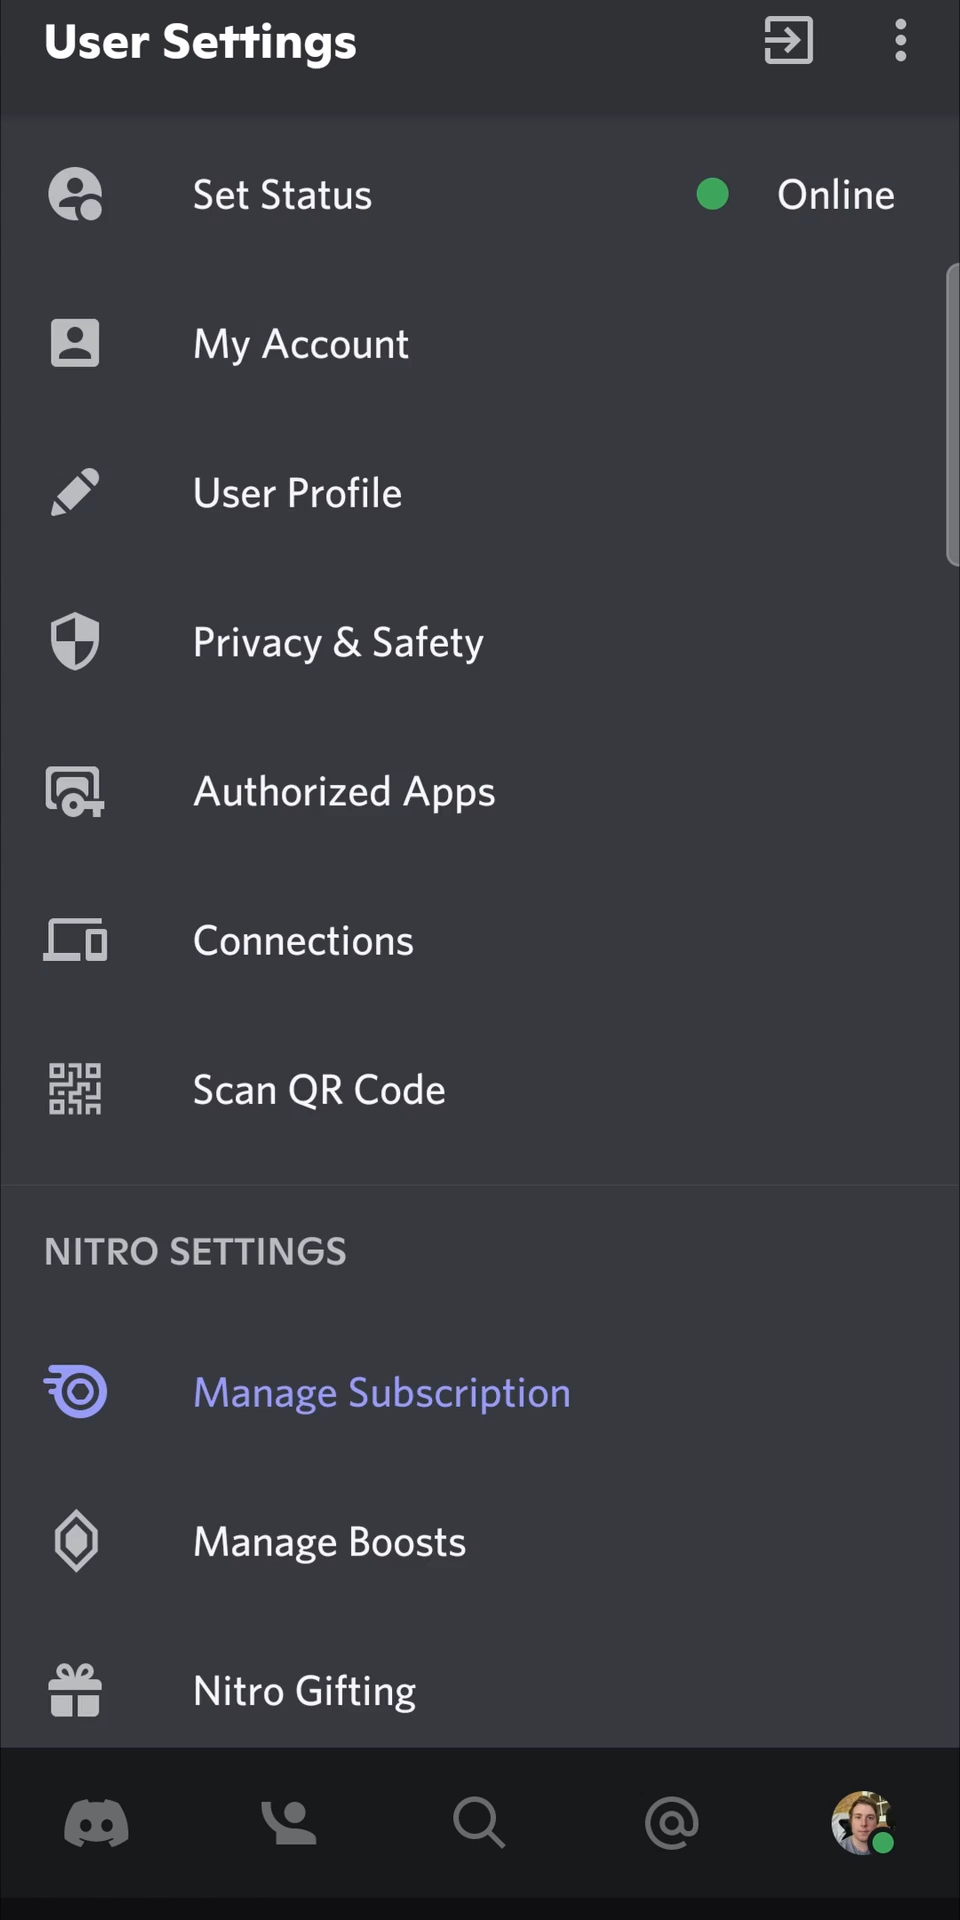 User Settings
Set Status
Online
My Account
User Profile
Privacy & Safety
Authorized Apps
Connections
Scan QR Code
NITRO SETTINGS
Manage Subscription
Manage Boosts
Nitro Gifting